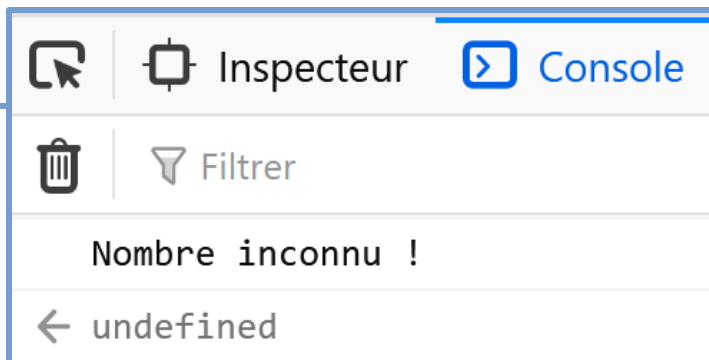 Inspecteur Console
Filtrer
Nombre inconnu !
undefined